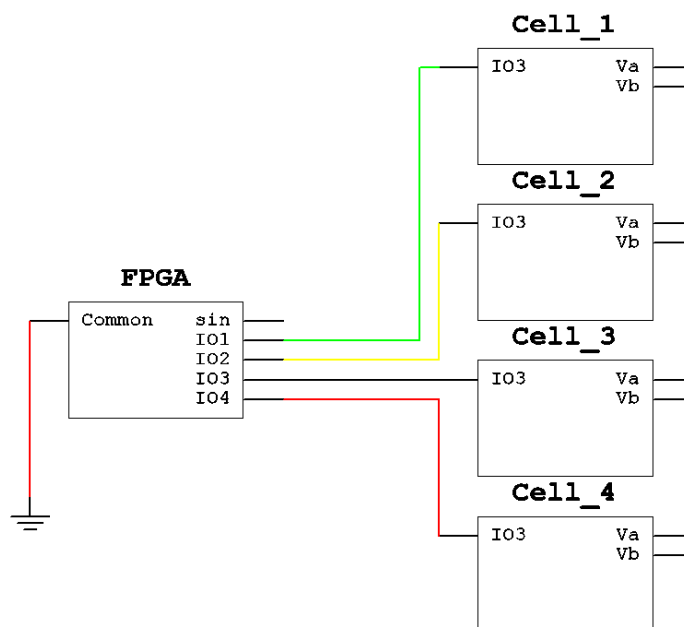 Cell_1
IO3 Va
Vb
Cell_2
IO3 Va
Vb
FPGA
Common sin
IO1
IO2
IO3
IO4
Cell_3
IO3 Va
Vb
Cell_4
IO3 Va
Vb